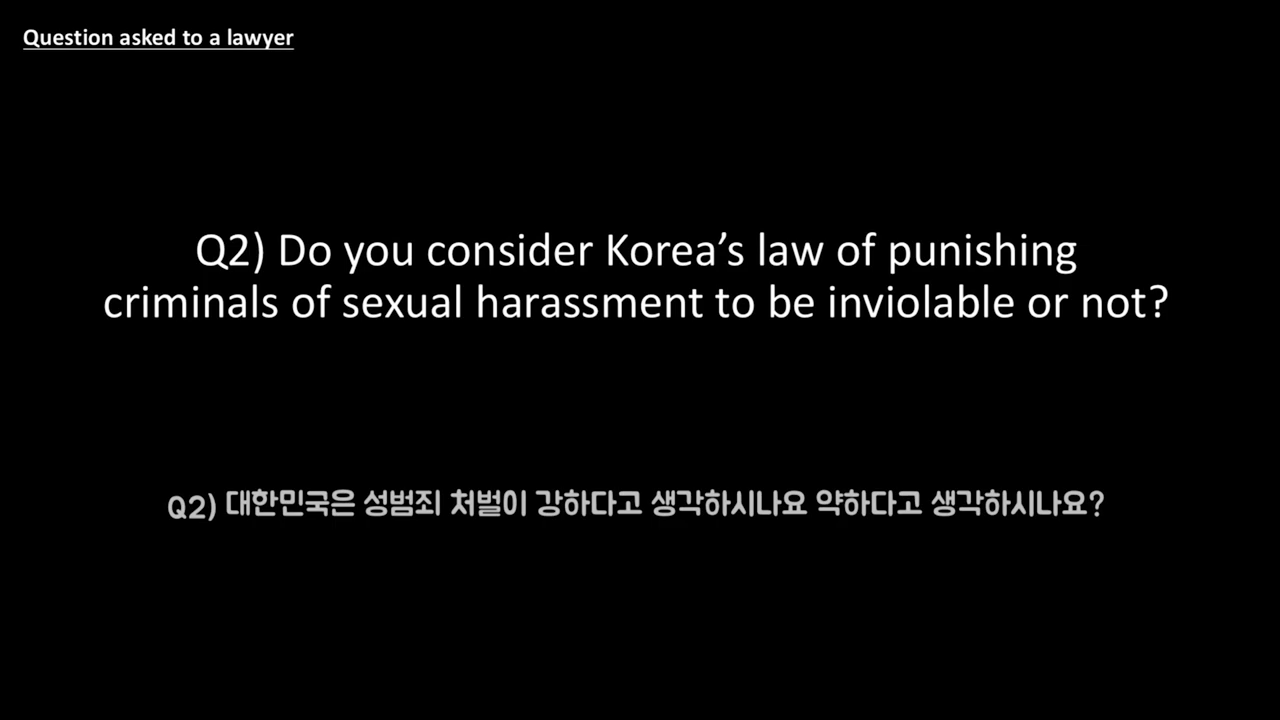 Question asked to a lawyer
Q2) Do you consider Korea’s law of punishing
criminals of sexual harassment to be inviolable or not?
Q2) 대한민국은 성범죄 처벌이 강하다고 생각하시나요 약하다고 생각하시나요?